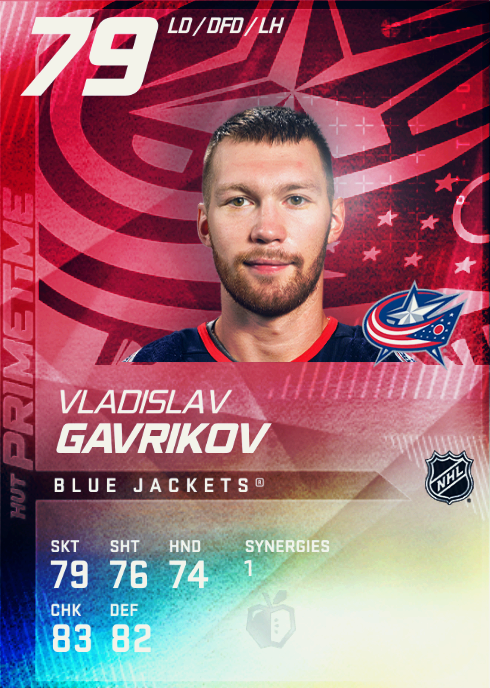 79
LD / DFD / LH
HUT PRIMETIME
VLADISLAV
GAVRIKOV
BLUE JACKETS®
NHL
SKT SHT HND SYNERGIES
79 76 74 1
CHK DEF
83 82